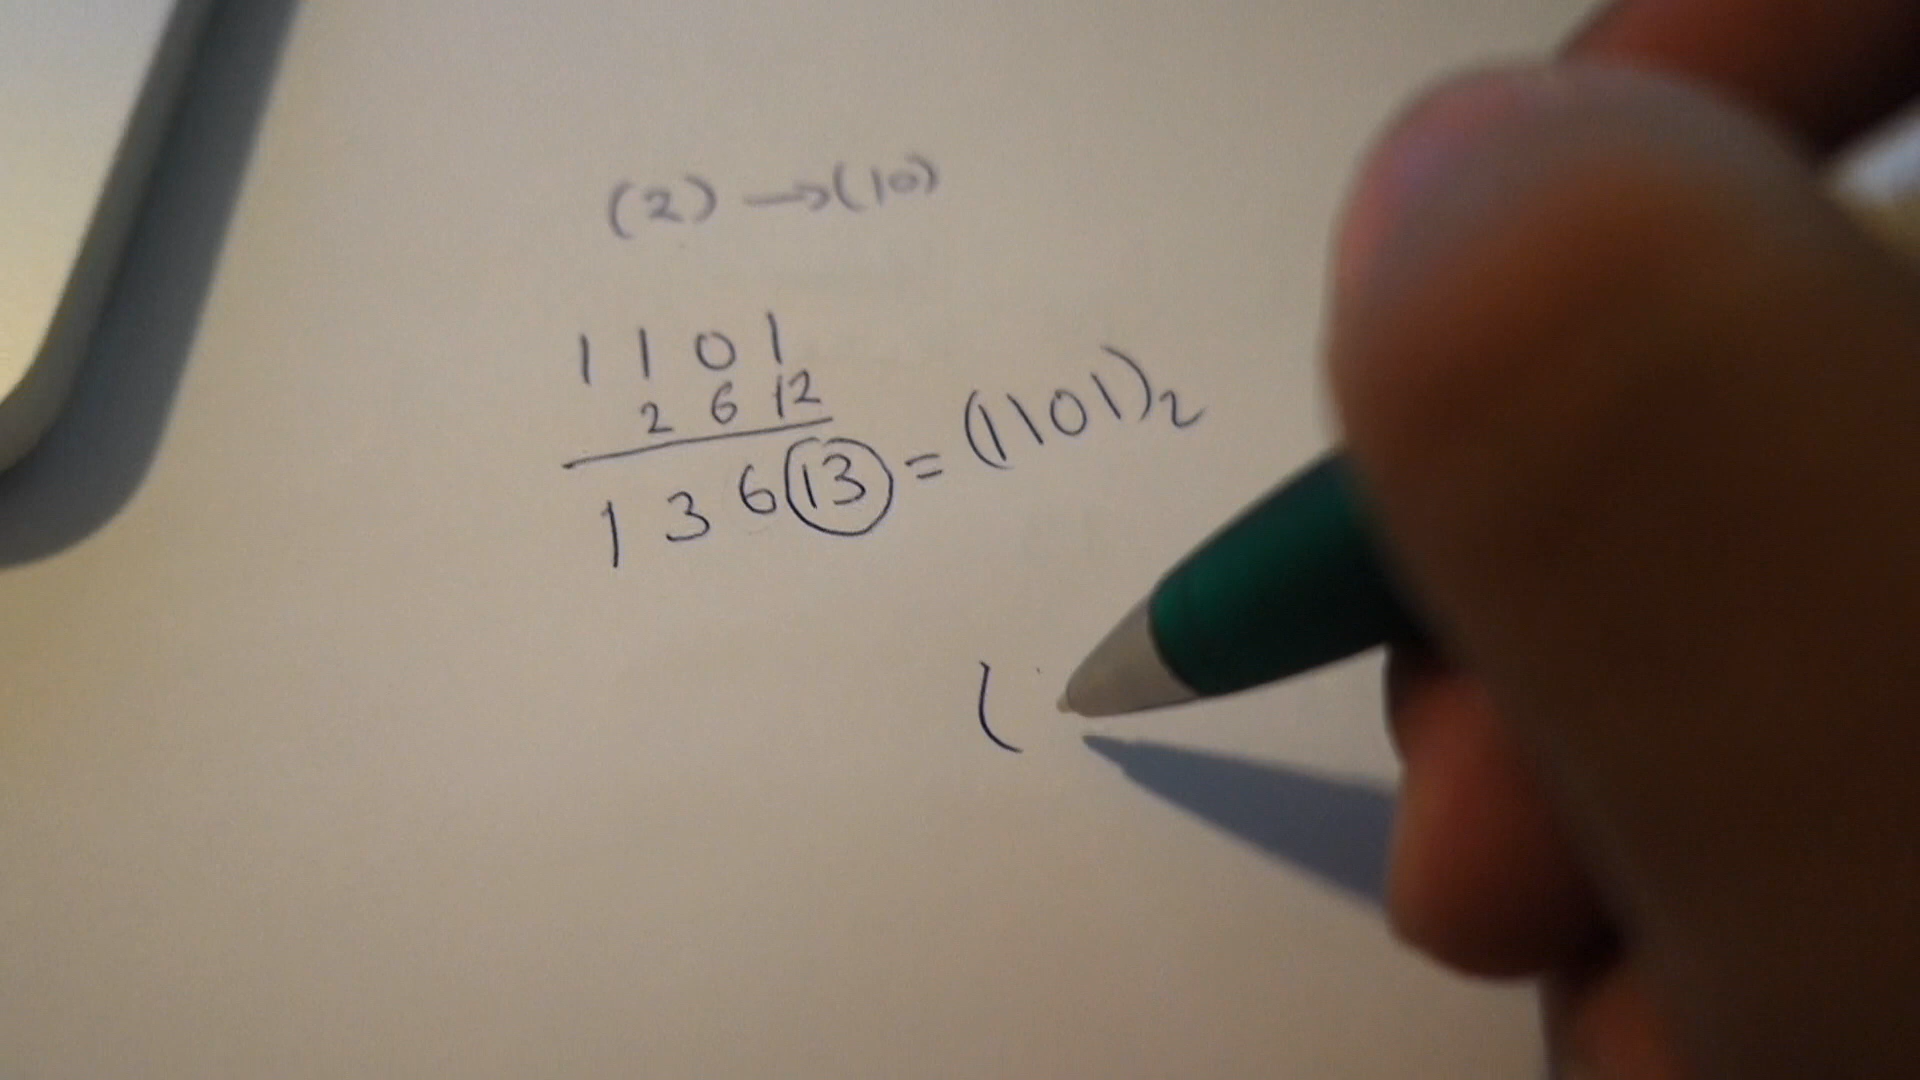 (2) →(10)
1 1 0 1
2 6 12
1 3 6 13 = (1101)₂
(